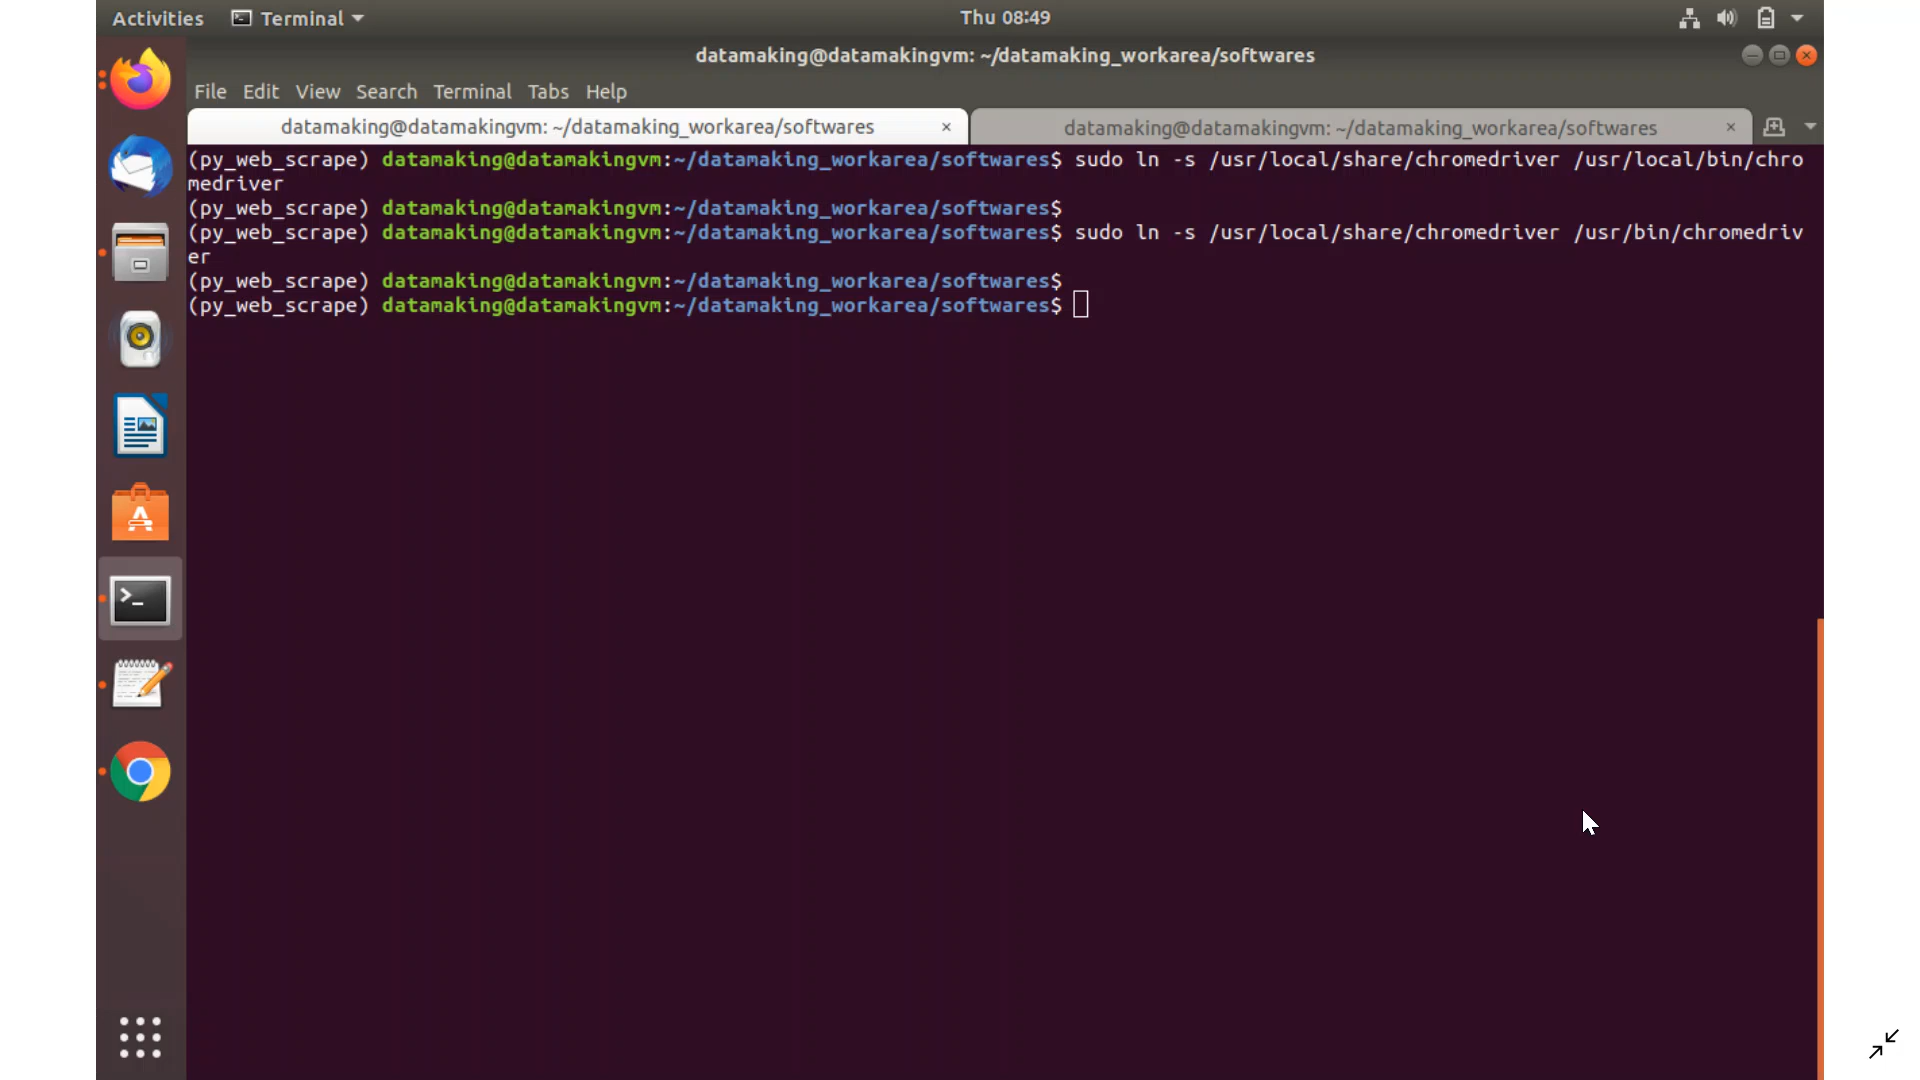 Activities Terminal Thu 08:49
datamaking@datamakingvm: ~/datamaking_workarea/softwares
File Edit View Search Terminal Tabs Help
datamaking@datamakingvm: ~/datamaking_workarea/softwares × datamaking@datamakingvm: ~/datamaking_workarea/softwares ×
(py_web_scrape) datamaking@datamakingvm:~/datamaking_workarea/softwares$ sudo ln -s /usr/local/share/chromedriver /usr/local/bin/chro
medriver
(py_web_scrape) datamaking@datamakingvm:~/datamaking_workarea/softwares$
(py_web_scrape) datamaking@datamakingvm:~/datamaking_workarea/softwares$ sudo ln -s /usr/local/share/chromedriver /usr/bin/chromedriv
er
(py_web_scrape) datamaking@datamakingvm:~/datamaking_workarea/softwares$
(py_web_scrape) datamaking@datamakingvm:~/datamaking_workarea/softwares$